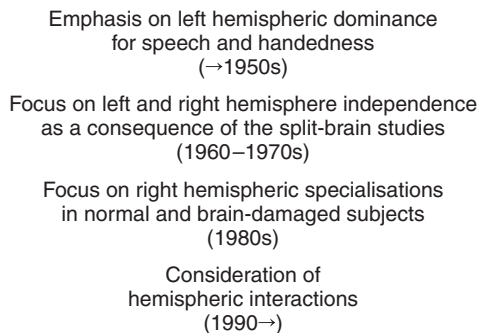 Emphasis on left hemispheric dominance
for speech and handedness
(→1950s)
Focus on left and right hemisphere independence
as a consequence of the split-brain studies
(1960–1970s)
Focus on right hemispheric specialisations
in normal and brain-damaged subjects
(1980s)
Consideration of
hemispheric interactions
(1990→)